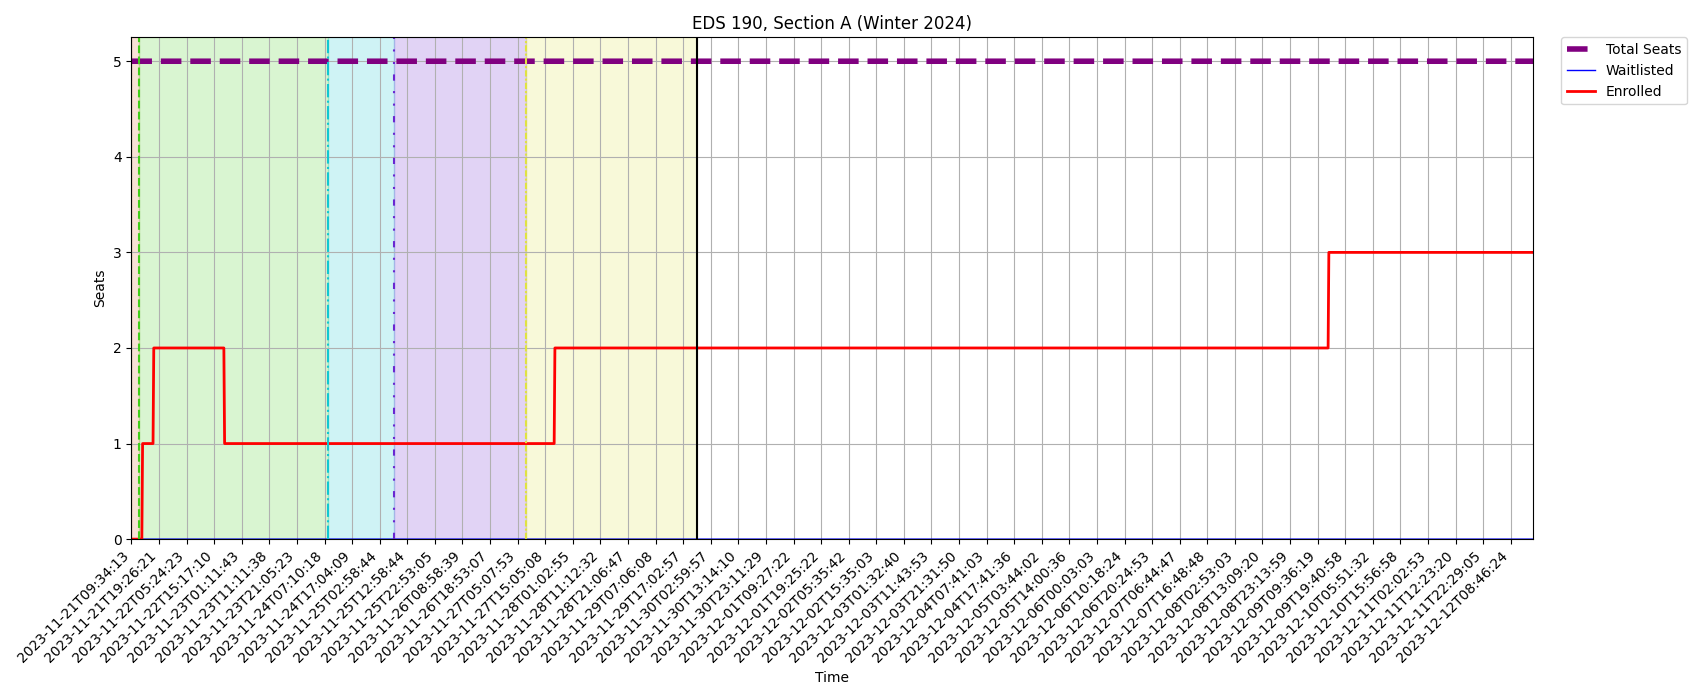 EDS 190, Section A (Winter 2024)
Total Seats
Waitlisted
Enrolled
Seats
5
4
3
2
1
0
2023-11-21T09:34:13
2023-11-21T19:26:21
2023-11-22T05:24:23
2023-11-22T15:17:10
2023-11-23T01:11:43
2023-11-23T11:11:38
2023-11-23T21:05:23
2023-11-24T07:10:18
2023-11-24T17:04:09
2023-11-25T02:58:44
2023-11-25T12:58:44
2023-11-25T22:53:05
2023-11-26T08:58:39
2023-11-26T18:53:07
2023-11-27T05:07:53
2023-11-27T15:05:08
2023-11-28T01:02:55
2023-11-28T11:12:32
2023-11-28T21:06:47
2023-11-29T07:06:08
2023-11-29T17:02:57
2023-11-30T02:59:57
2023-11-30T13:14:10
2023-11-30T23:11:29
2023-12-01T09:27:22
2023-12-01T19:25:22
2023-12-02T05:35:42
2023-12-02T15:35:03
2023-12-03T01:32:40
2023-12-03T11:43:53
2023-12-03T21:31:50
2023-12-04T07:41:03
2023-12-04T17:41:36
2023-12-05T03:44:02
2023-12-05T14:00:36
2023-12-06T00:03:03
2023-12-06T10:18:24
2023-12-06T20:24:53
2023-12-07T06:44:47
2023-12-07T16:48:48
2023-12-08T02:53:03
2023-12-08T13:09:20
2023-12-08T23:13:59
2023-12-09T09:36:19
2023-12-09T19:40:58
2023-12-10T05:51:32
2023-12-10T15:56:58
2023-12-11T02:02:53
2023-12-11T12:23:20
2023-12-11T22:29:05
2023-12-12T08:46:24
Time